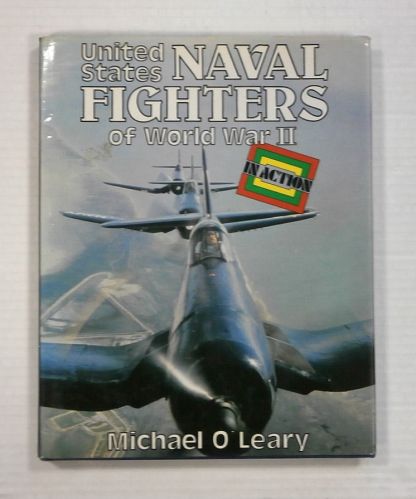 United
States NAVAL
FIGHTERS
of World War II
IN ACTION
Michael O'Leary